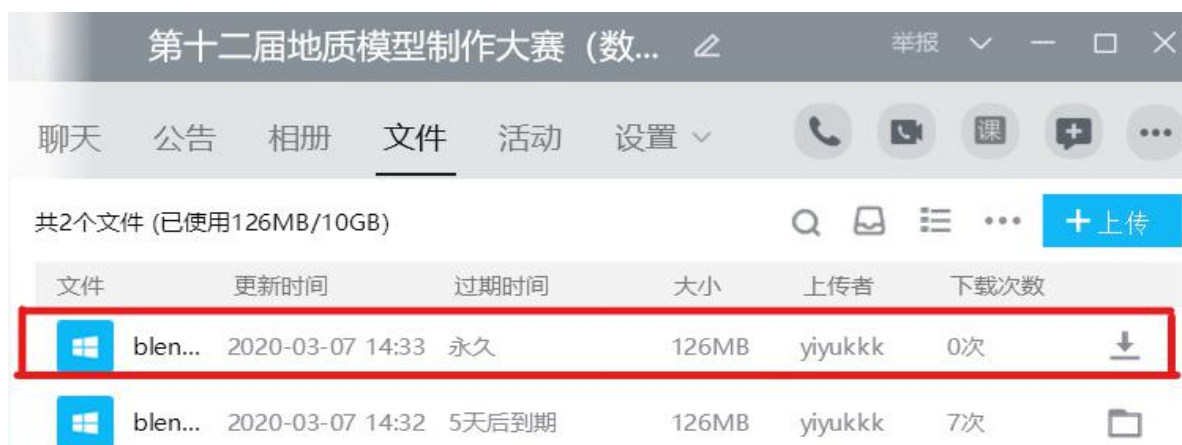 第十二届地质模型制作大赛（数... 举报
聊天 公告 相册 文件 活动 设置 课
共2个文件 (已使用126MB/10GB) +上传
文件 更新时间 过期时间 大小 上传者 下载次数
blen... 2020-03-07 14:33 永久 126MB yiyukkk 0次
blen... 2020-03-07 14:32 5天后到期 126MB yiyukkk 7次